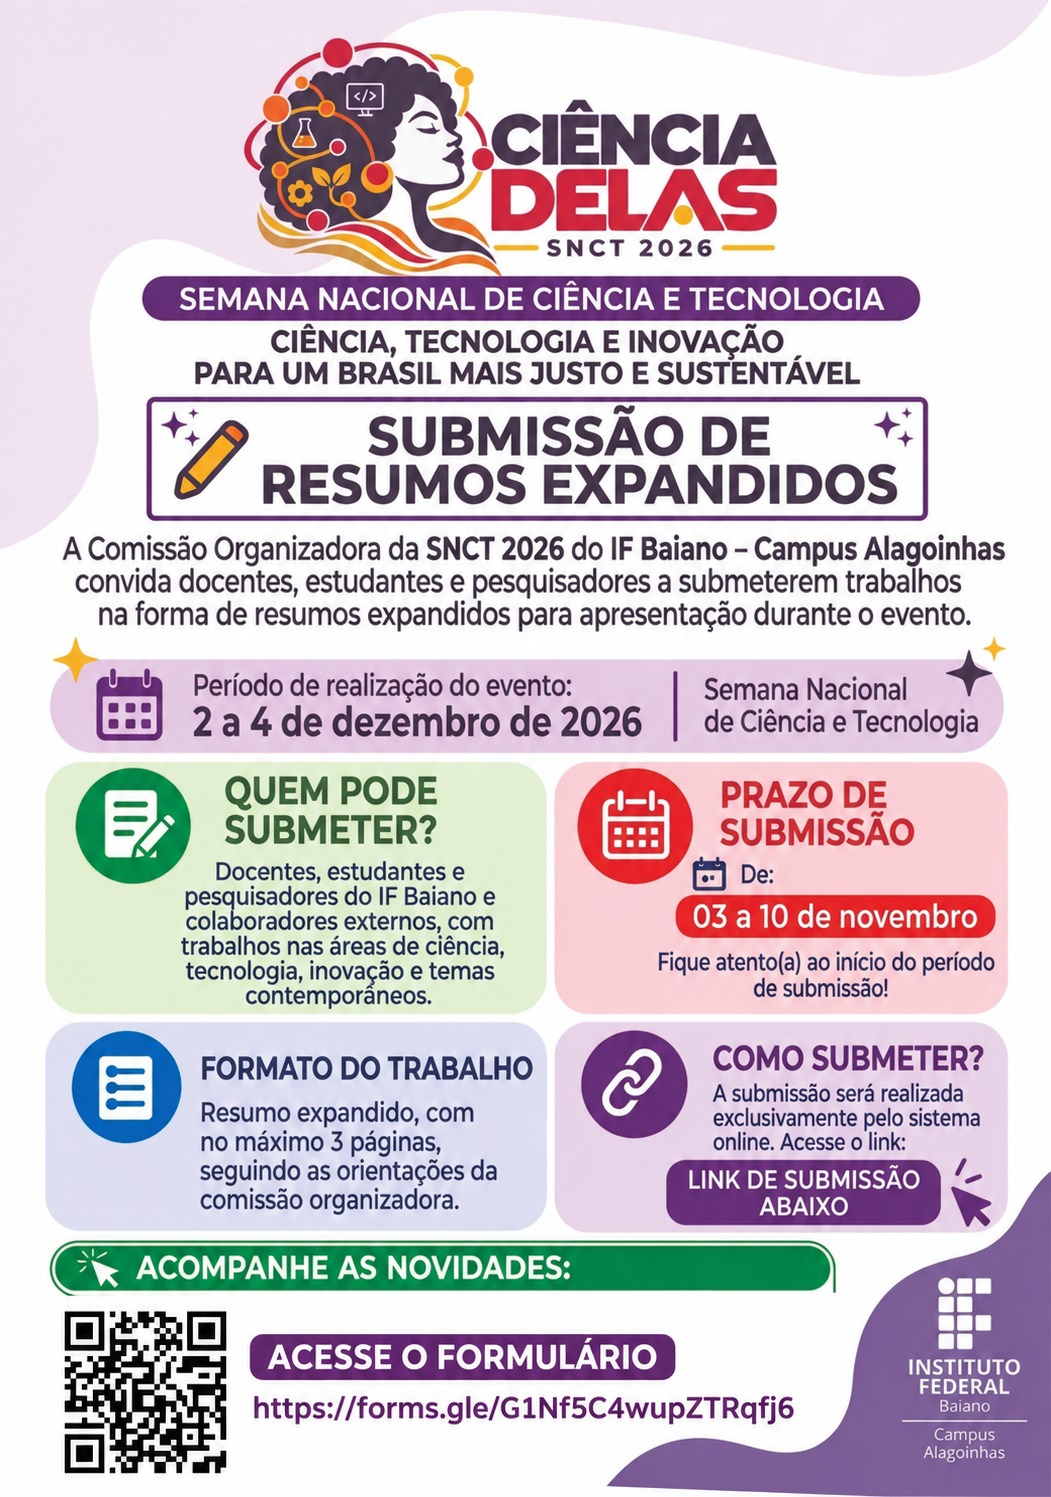 </>
CIÊNCIA
DELAS
SNCT 2026
SEMANA NACIONAL DE CIÊNCIA E TECNOLOGIA
CIÊNCIA, TECNOLOGIA E INOVAÇÃO
PARA UM BRASIL MAIS JUSTO E SUSTENTÁVEL
SUBMISSÃO DE
RESUMOS EXPANDIDOS
A Comissão Organizadora da SNCT 2026 do IF Baiano – Campus Alagoinhas
convida docentes, estudantes e pesquisadores a submeterem trabalhos
na forma de resumos expandidos para apresentação durante o evento.
Período de realização do evento:
2 a 4 de dezembro de 2026
Semana Nacional
de Ciência e Tecnologia
QUEM PODE
SUBMETER?
Docentes, estudantes e
pesquisadores do IF Baiano e
colaboradores externos, com
trabalhos nas áreas de ciência,
tecnologia, inovação e temas
contemporâneos.
PRAZO DE
SUBMISSÃO
De:
03 a 10 de novembro
Fique atento(a) ao início do período
de submissão!
FORMATO DO TRABALHO
Resumo expandido, com
no máximo 3 páginas,
seguindo as orientações da
comissão organizadora.
COMO SUBMETER?
A submissão será realizada
exclusivamente pelo sistema
online. Acesse o link:
LINK DE SUBMISSÃO
ABAIXO
ACOMPANHE AS NOVIDADES:
ACESSE O FORMULÁRIO
https://forms.gle/G1Nf5C4wupZTRqfj6
INSTITUTO
FEDERAL
Baiano
Campus
Alagoinhas